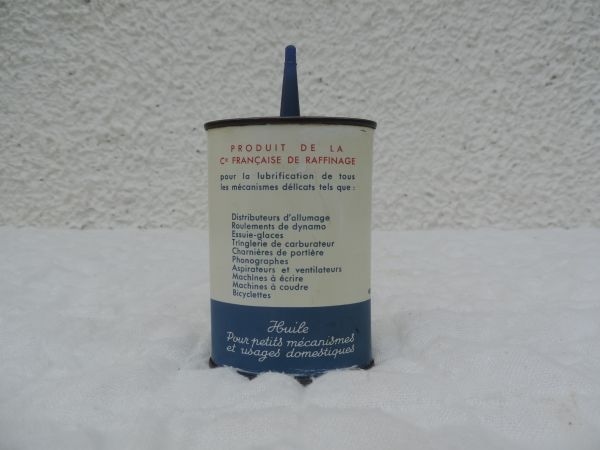 PRODUIT DE LA
Cie FRANÇAISE DE RAFFINAGE
pour la lubrification de tous
les mécanismes délicats tels que :
Distributeurs d'allumage
Roulements de dynamo
Essuie-glaces
Tringlerie de carburateur
Charnières de portière
Phonographes
Aspirateurs et ventilateurs
Machines à écrire
Machines à coudre
Bicyclettes
Huile
Pour petits mécanismes
et usages domestiques